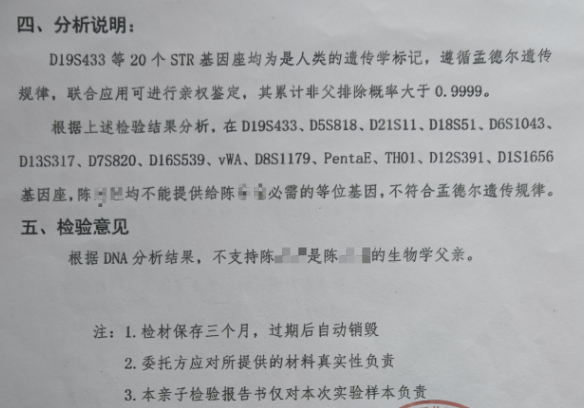 四、分析说明：
D19S433 等 20 个 STR 基因座均为是人类的遗传学标记，遵循孟德尔遗传
规律，联合应用可进行亲权鉴定，其累计非父排除概率大于 0.9999。
根据上述检验结果分析，在 D19S433、D5S818、D21S11、D18S51、D6S1043、
D13S317、D7S820、D16S539、vWA、D8S1179、PentaE、TH01、D12S391、D1S1656
基因座，陈均不能提供给陈必需的等位基因，不符合孟德尔遗传规律。
五、检验意见
根据 DNA 分析结果，不支持陈是陈的生物学父亲。
注：1.检材保存三个月，过期后自动销毁
2.委托方应对所提供的材料真实性负责
3.本亲子检验报告书仅对本次实验样本负责